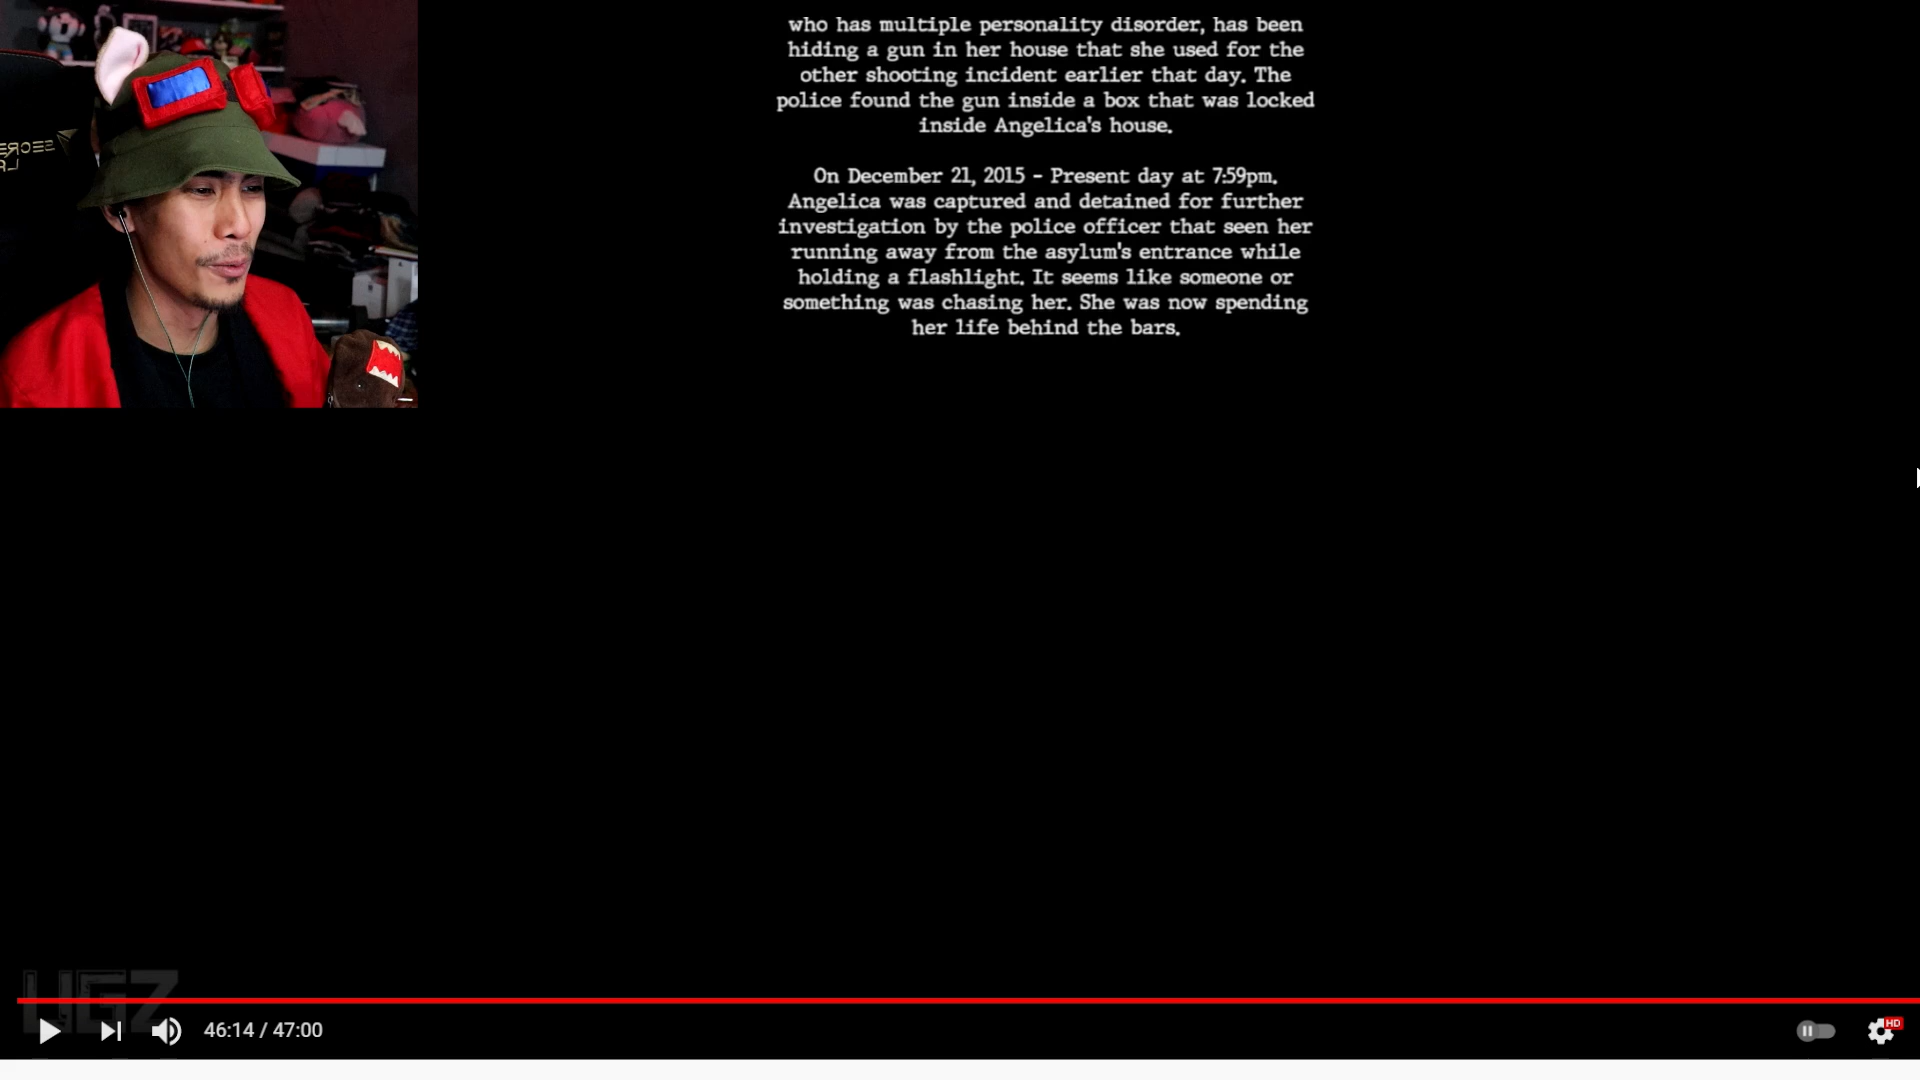 who has multiple personality disorder, has been
hiding a gun in her house that she used for the
other shooting incident earlier that day. The
police found the gun inside a box that was locked
inside Angelica's house.
On December 21, 2015 - Present day at 7:59pm.
Angelica was captured and detained for further
investigation by the police officer that seen her
running away from the asylum's entrance while
holding a flashlight. It seems like someone or
something was chasing her. She was now spending
her life behind the bars.
UGZ
46:14 / 47:00
HD